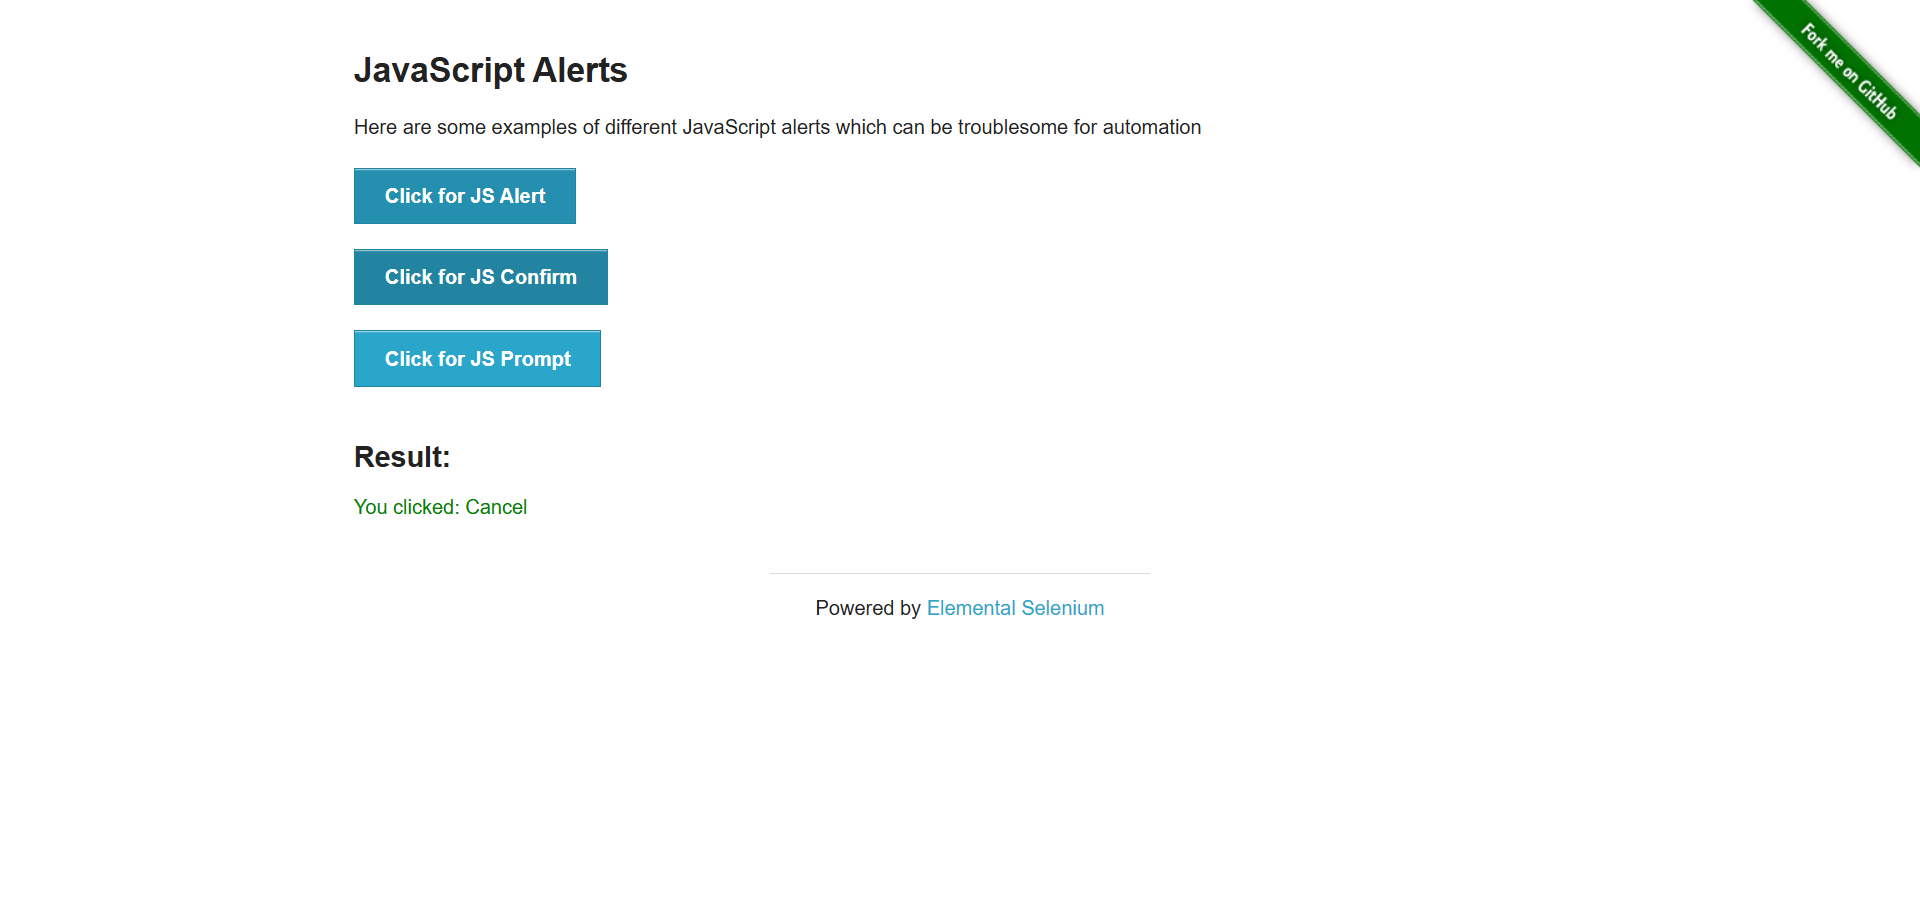 Fork me on GitHub
JavaScript Alerts
Here are some examples of different JavaScript alerts which can be troublesome for automation
Click for JS Alert
Click for JS Confirm
Click for JS Prompt
Result:
You clicked: Cancel
Powered by Elemental Selenium